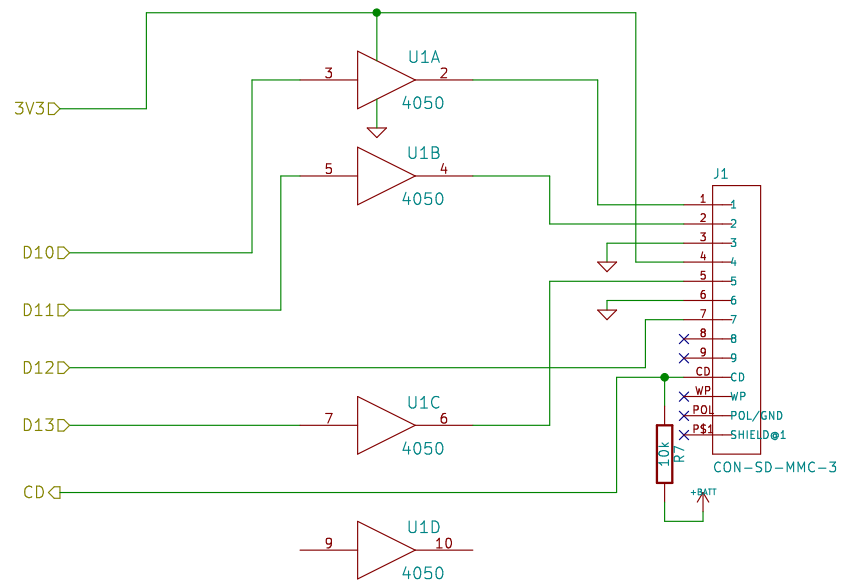 U1A
3 2
4050
3V3
U1B
5 4
4050
J1
1 1
2 2
3 3
4 4
5 5
6 6
7 7
8 8
9 9
CD CD
WP WP
POL POL/GND
P$1 SHIELD@1
CON-SD-MMC-3
D10
D11
D12
U1C
D13
7 6
4050
10k
R7
+BATT
CD
U1D
9 10
4050